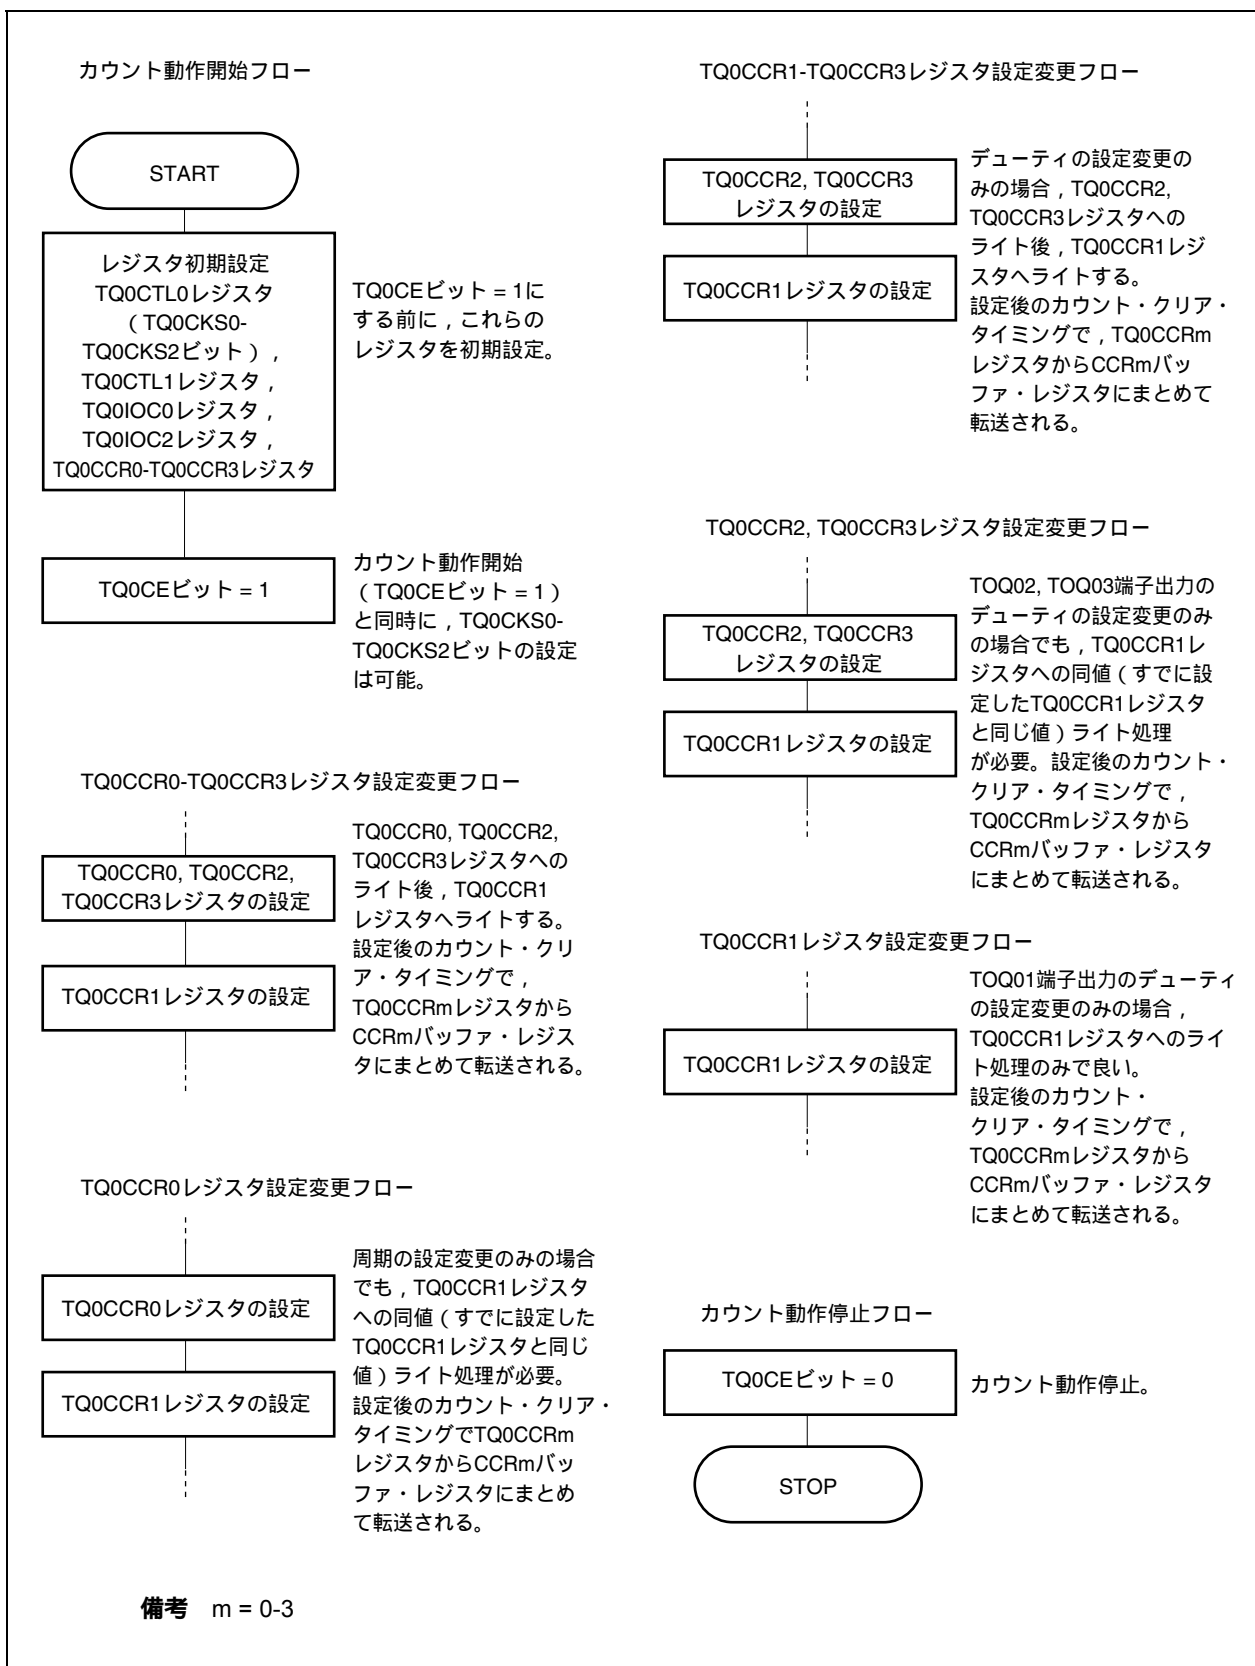 カウント動作開始フロー
START
レジスタ初期設定
TQ0CTL0レジスタ
（TQ0CKS0-
TQ0CKS2ビット），
TQ0CTL1レジスタ，
TQ0IOC0レジスタ，
TQ0IOC2レジスタ，
TQ0CCR0-TQ0CCR3レジスタ
TQ0CEビット = 1に
する前に，これらの
レジスタを初期設定。
TQ0CEビット = 1
カウント動作開始
（TQ0CEビット = 1）
と同時に，TQ0CKS0-
TQ0CKS2ビットの設定
は可能。
TQ0CCR0-TQ0CCR3レジスタ設定変更フロー
TQ0CCR0, TQ0CCR2,
TQ0CCR3レジスタの設定
TQ0CCR1レジスタの設定
TQ0CCR0, TQ0CCR2,
TQ0CCR3レジスタへの
ライト後，TQ0CCR1
レジスタへライトする。
設定後のカウント・クリ
ア・タイミングで，
TQ0CCRmレジスタから
CCRmバッファ・レジス
タにまとめて転送される。
TQ0CCR0レジスタ設定変更フロー
TQ0CCR0レジスタの設定
TQ0CCR1レジスタの設定
周期の設定変更のみの場合
でも，TQ0CCR1レジスタ
への同値（すでに設定した
TQ0CCR1レジスタと同じ
値）ライト処理が必要。
設定後のカウント・クリア・
タイミングでTQ0CCRm
レジスタからCCRmバッ
ファ・レジスタにまとめ
て転送される。
TQ0CCR1-TQ0CCR3レジスタ設定変更フロー
TQ0CCR2, TQ0CCR3
レジスタの設定
TQ0CCR1レジスタの設定
デューティの設定変更の
みの場合，TQ0CCR2,
TQ0CCR3レジスタへの
ライト後，TQ0CCR1レジ
スタへライトする。
設定後のカウント・クリア・
タイミングで，TQ0CCRm
レジスタからCCRmバッ
ファ・レジスタにまとめて
転送される。
TQ0CCR2, TQ0CCR3レジスタ設定変更フロー
TQ0CCR2, TQ0CCR3
レジスタの設定
TQ0CCR1レジスタの設定
TOQ02, TOQ03端子出力の
デューティの設定変更のみ
の場合でも，TQ0CCR1レ
ジスタへの同値（すでに設
定したTQ0CCR1レジスタ
と同じ値）ライト処理
が必要。設定後のカウント・
クリア・タイミングで，
TQ0CCRmレジスタから
CCRmバッファ・レジスタ
にまとめて転送される。
TQ0CCR1レジスタ設定変更フロー
TQ0CCR1レジスタの設定
TOQ01端子出力のデューティ
の設定変更のみの場合，
TQ0CCR1レジスタへのライ
ト処理のみで良い。
設定後のカウント・
クリア・タイミングで，
TQ0CCRmレジスタから
CCRmバッファ・レジスタ
にまとめて転送される。
カウント動作停止フロー
TQ0CEビット = 0
カウント動作停止。
STOP
備考 m = 0-3